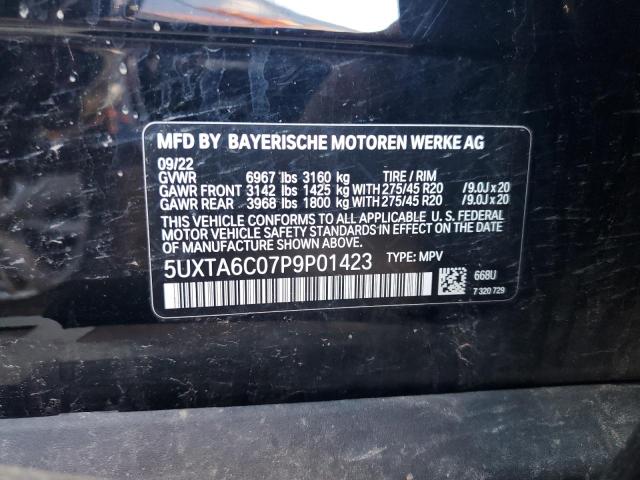 MFD BY BAYERISCHE MOTOREN WERKE AG
09/22
GVWR 6967 lbs 3160 kg TIRE / RIM
GAWR FRONT 3142 lbs 1425 kg WITH 275/45 R20 /9.0J x 20
GAWR REAR 3968 lbs 1800 kg WITH 275/45 R20 /9.0J x 20
THIS VEHICLE CONFORMS TO ALL APPLICABLE U. S. FEDERAL
MOTOR VEHICLE SAFETY STANDARDS IN EFFECT ON THE DATE
OF MANUFACTURE SHOWN ABOVE.
5UXTA6C07P9P01423 TYPE: MPV
668U
7 320 729